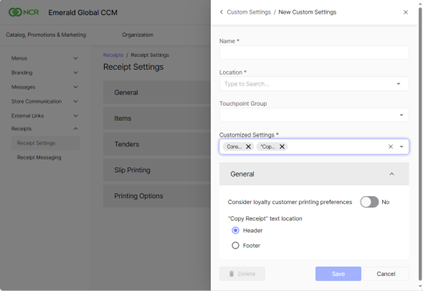 NCR
Emerald Global CCM
Catalog, Promotions & Marketing
Organization
Menus
Branding
Messages
Store Communication
External Links
Receipts
Receipt Settings
Receipt Messaging
Receipts / Receipt Settings
Receipt Settings
General
Items
Tenders
Slip Printing
Printing Options
Custom Settings / New Custom Settings
Name *
Location *
Type to Search...
Touchpoint Group
Customized Settings *
Cons... "Cop...
General
Consider loyalty customer printing preferences No
"Copy Receipt" text location
Header
Footer
Delete
Save
Cancel